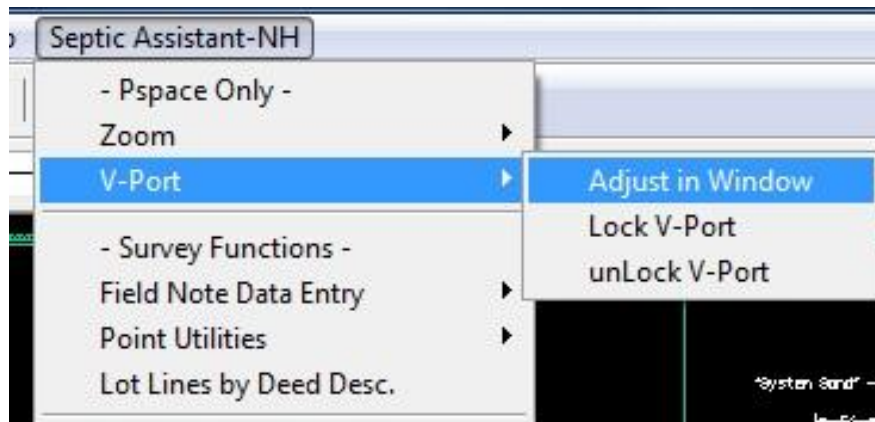 Septic Assistant-NH
- Pspace Only -
Zoom
V-Port
Adjust in Window
Lock V-Port
unLock V-Port
- Survey Functions -
Field Note Data Entry
Point Utilities
Lot Lines by Deed Desc.
"System Sand" -